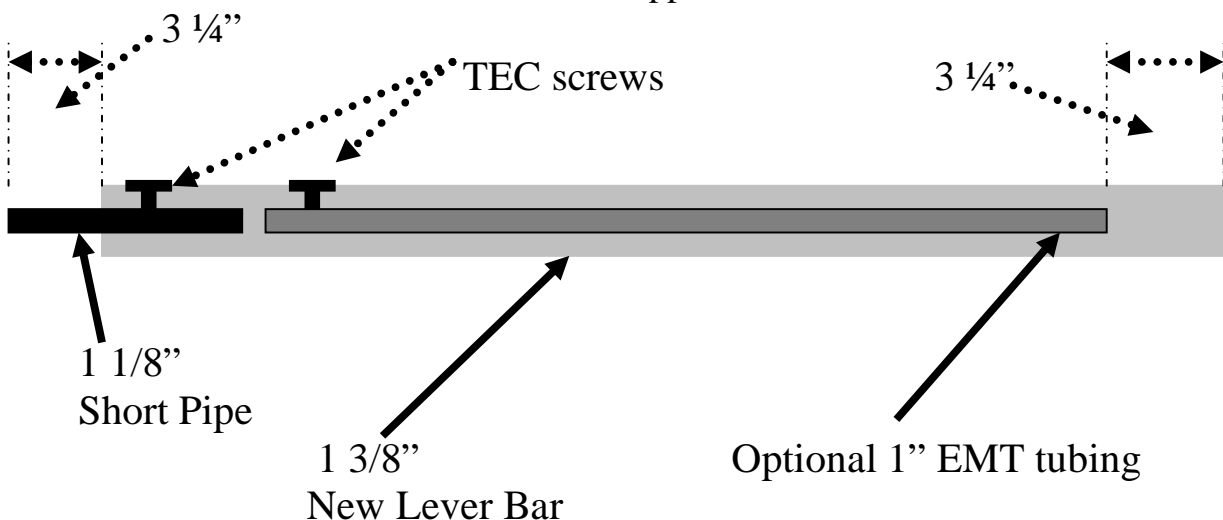 3 ¼”
TEC screws
3 ¼”
1 1/8”
Short Pipe
1 3/8”
New Lever Bar
Optional 1” EMT tubing